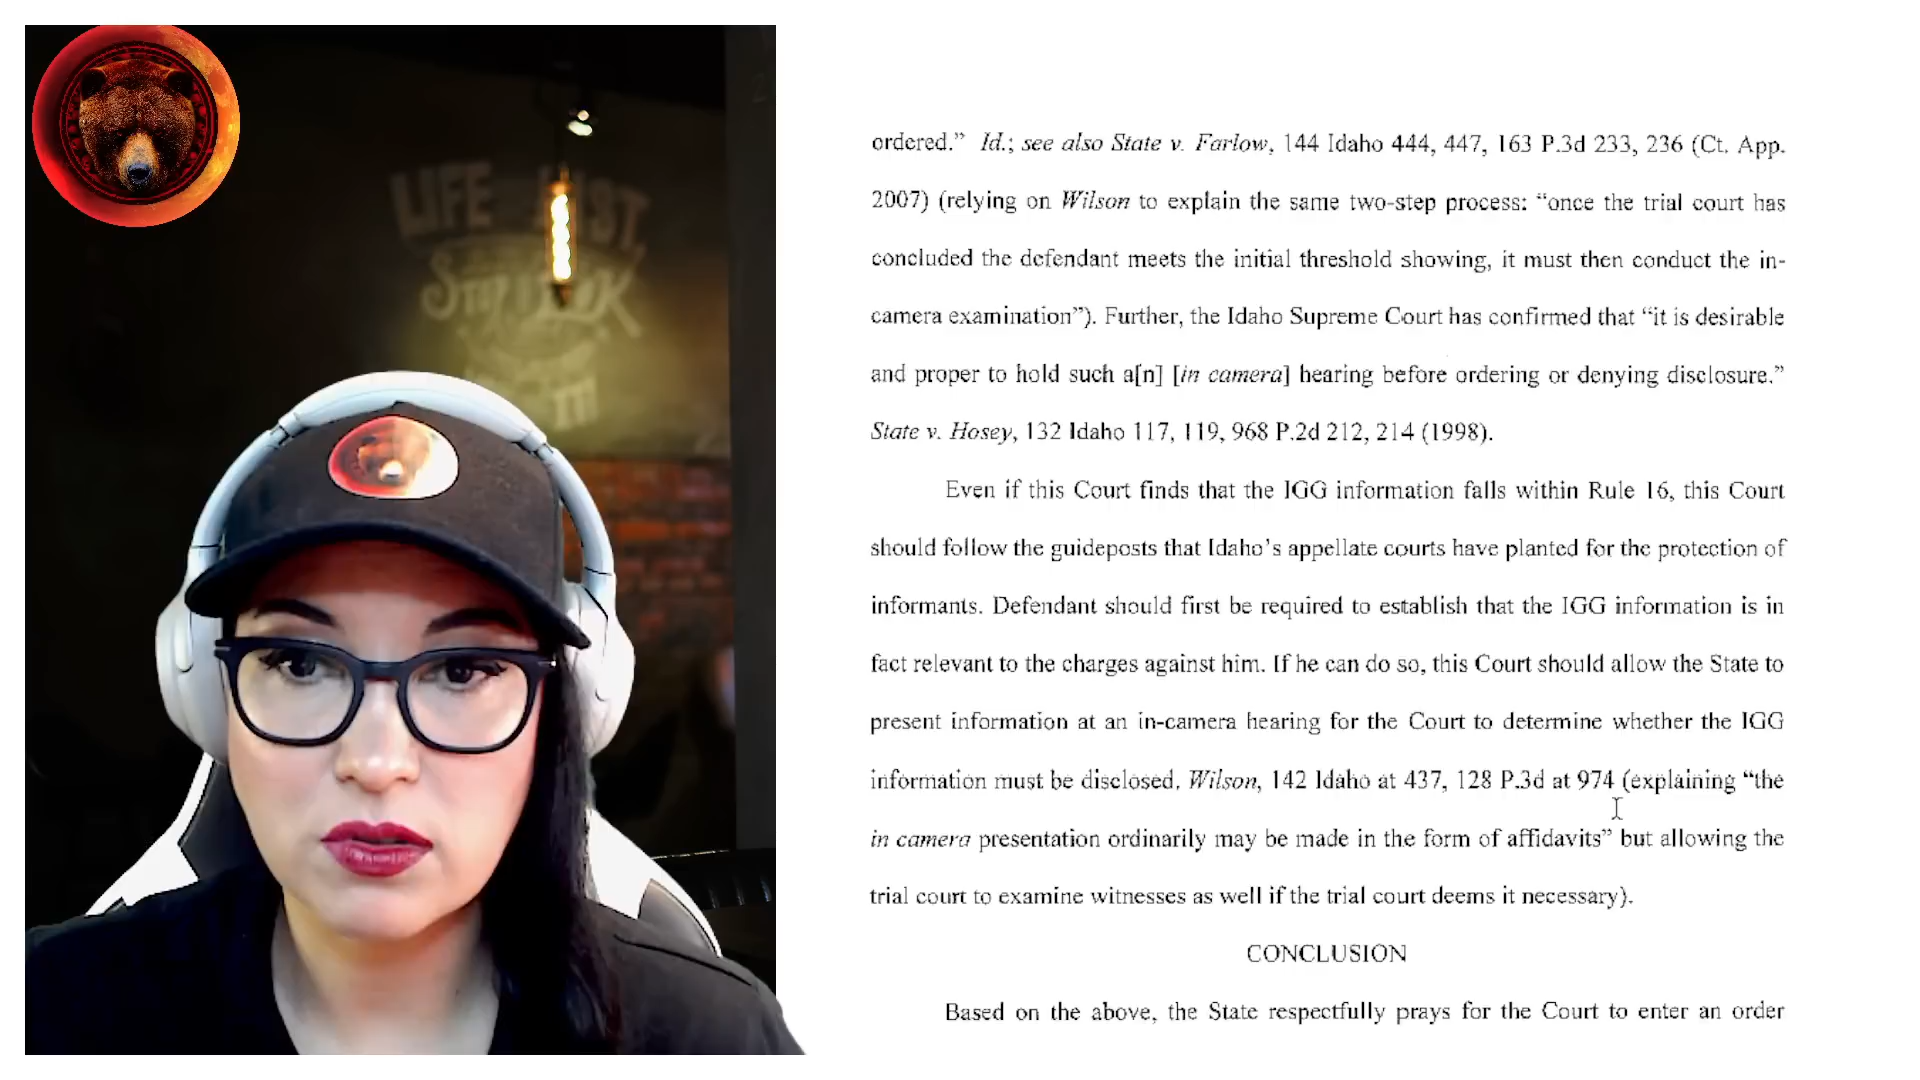 LIFE
ordered.” Id.; see also State v. Farlow, 144 Idaho 444, 447, 163 P.3d 233, 236 (Ct. App.
2007) (relying on Wilson to explain the same two-step process: “once the trial court has
concluded the defendant meets the initial threshold showing, it must then conduct the in-
camera examination”). Further, the Idaho Supreme Court has confirmed that “it is desirable
and proper to hold such a[n] [in camera] hearing before ordering or denying disclosure.”
State v. Hosey, 132 Idaho 117, 119, 968 P.2d 212, 214 (1998).
Even if this Court finds that the IGG information falls within Rule 16, this Court
should follow the guideposts that Idaho’s appellate courts have planted for the protection of
informants. Defendant should first be required to establish that the IGG information is in
fact relevant to the charges against him. If he can do so, this Court should allow the State to
present information at an in-camera hearing for the Court to determine whether the IGG
information must be disclosed. Wilson, 142 Idaho at 437, 128 P.3d at 974 (explaining “the
in camera presentation ordinarily may be made in the form of affidavits” but allowing the
trial court to examine witnesses as well if the trial court deems it necessary).
CONCLUSION
Based on the above, the State respectfully prays for the Court to enter an order